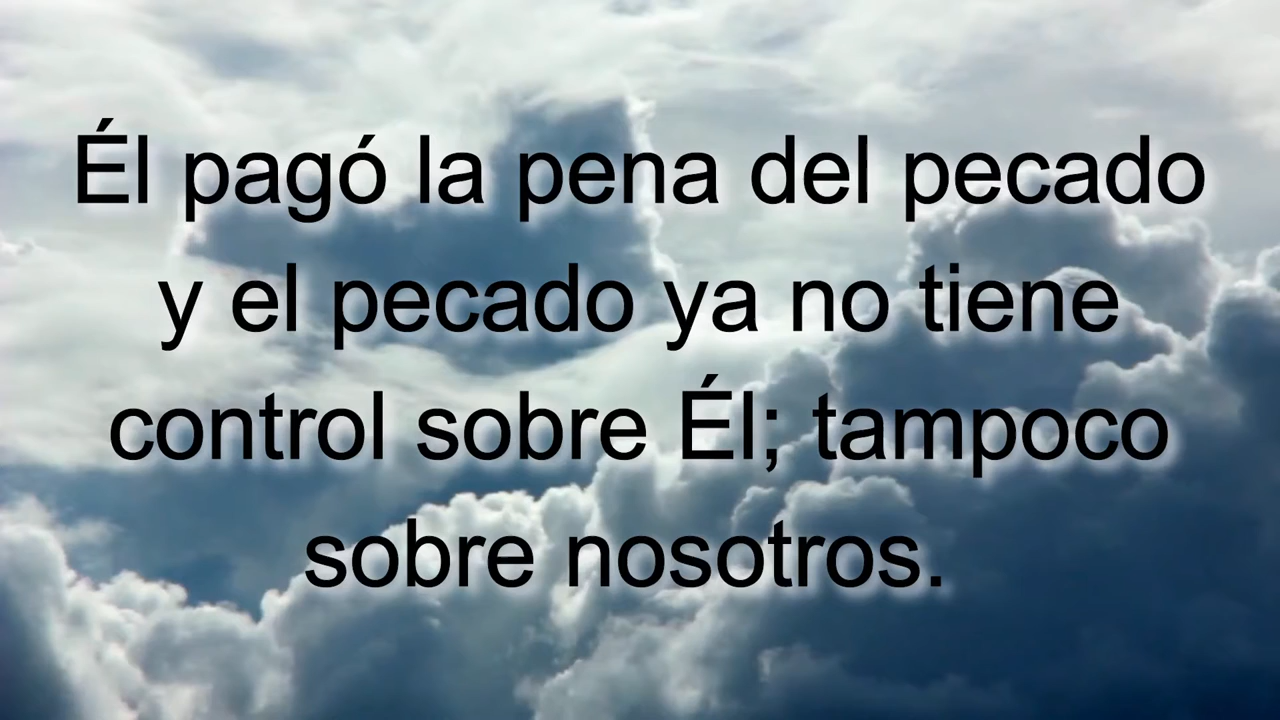 Él pagó la pena del pecado
y el pecado ya no tiene
control sobre Él; tampoco
sobre nosotros.